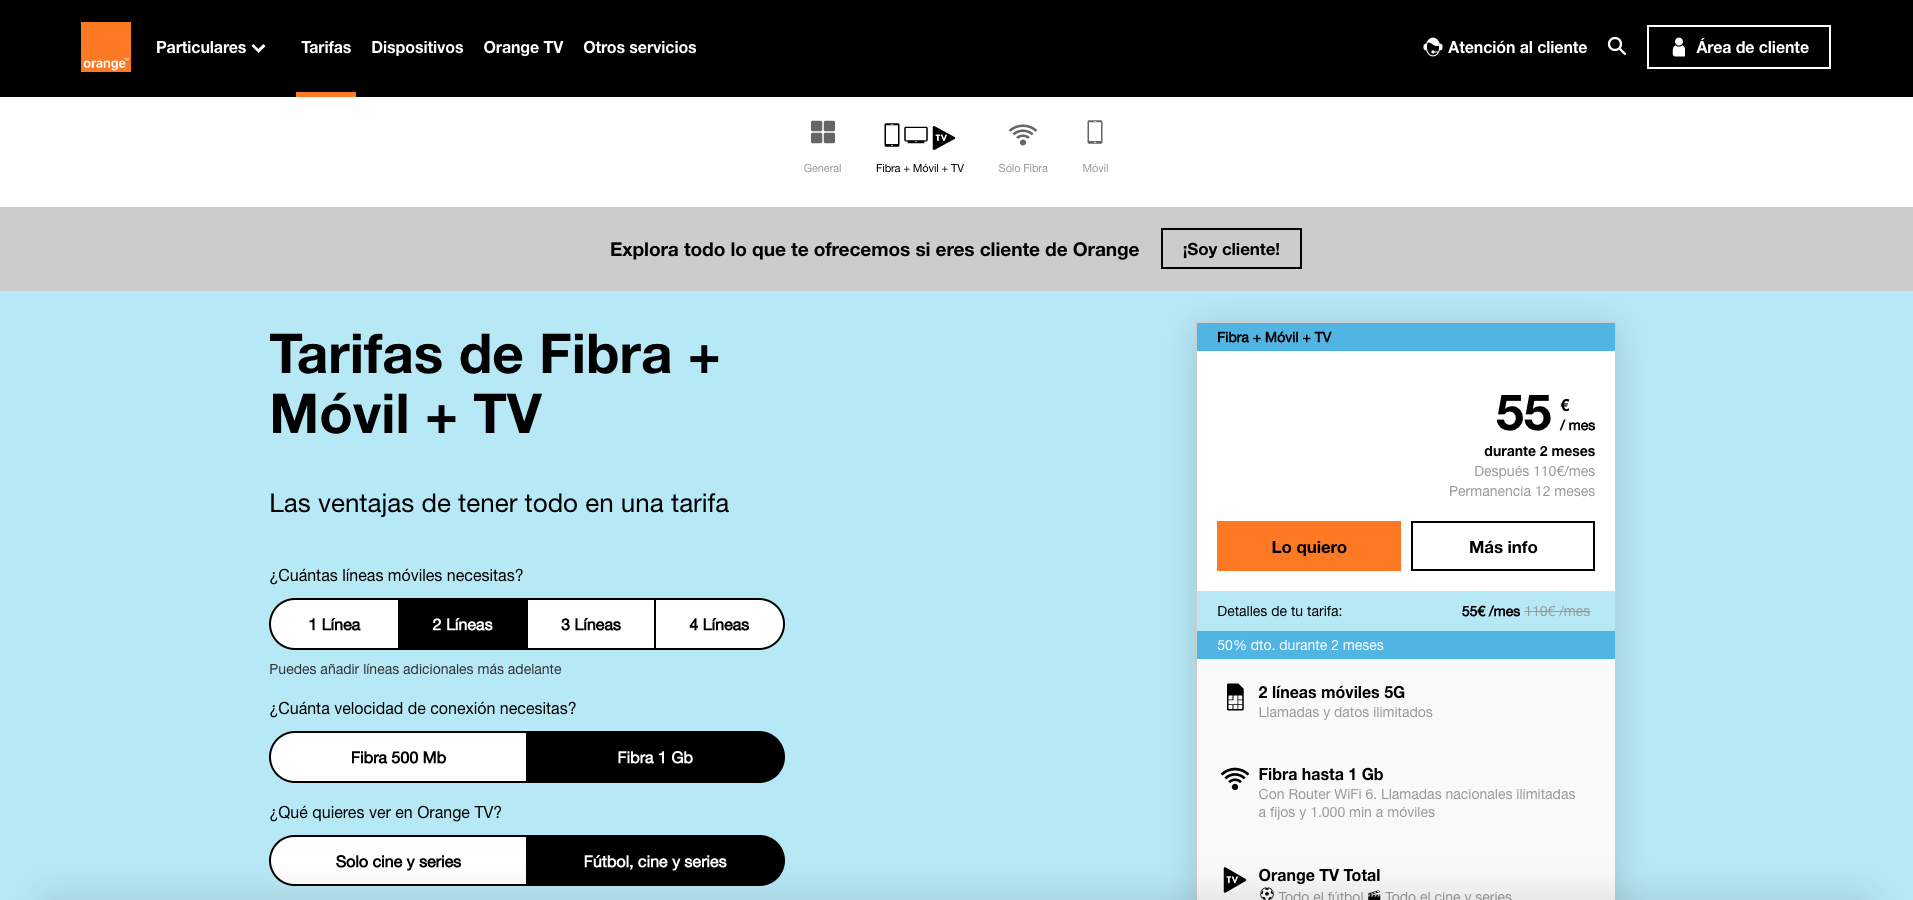 orange™
Particulares
Tarifas
Dispositivos
Orange TV
Otros servicios
Atención al cliente
Área de cliente
TV
General
Fibra + Móvil + TV
Sólo Fibra
Móvil
Explora todo lo que te ofrecemos si eres cliente de Orange
¡Soy cliente!
Tarifas de Fibra +
Móvil + TV
Las ventajas de tener todo en una tarifa
¿Cuántas líneas móviles necesitas?
1 Línea
2 Líneas
3 Líneas
4 Líneas
Puedes añadir líneas adicionales más adelante
¿Cuánta velocidad de conexión necesitas?
Fibra 500 Mb
Fibra 1 Gb
¿Qué quieres ver en Orange TV?
Solo cine y series
Fútbol, cine y series
Fibra + Móvil + TV
55 €
/ mes
durante 2 meses
Después 110€/mes
Permanencia 12 meses
Lo quiero
Más info
Detalles de tu tarifa:
55€ /mes 110€ /mes
50% dto. durante 2 meses
2 líneas móviles 5G
Llamadas y datos ilimitados
Fibra hasta 1 Gb
Con Router WiFi 6. Llamadas nacionales ilimitadas
a fijos y 1.000 min a móviles
TV
Orange TV Total
Todo el fútbol Todo el cine y series